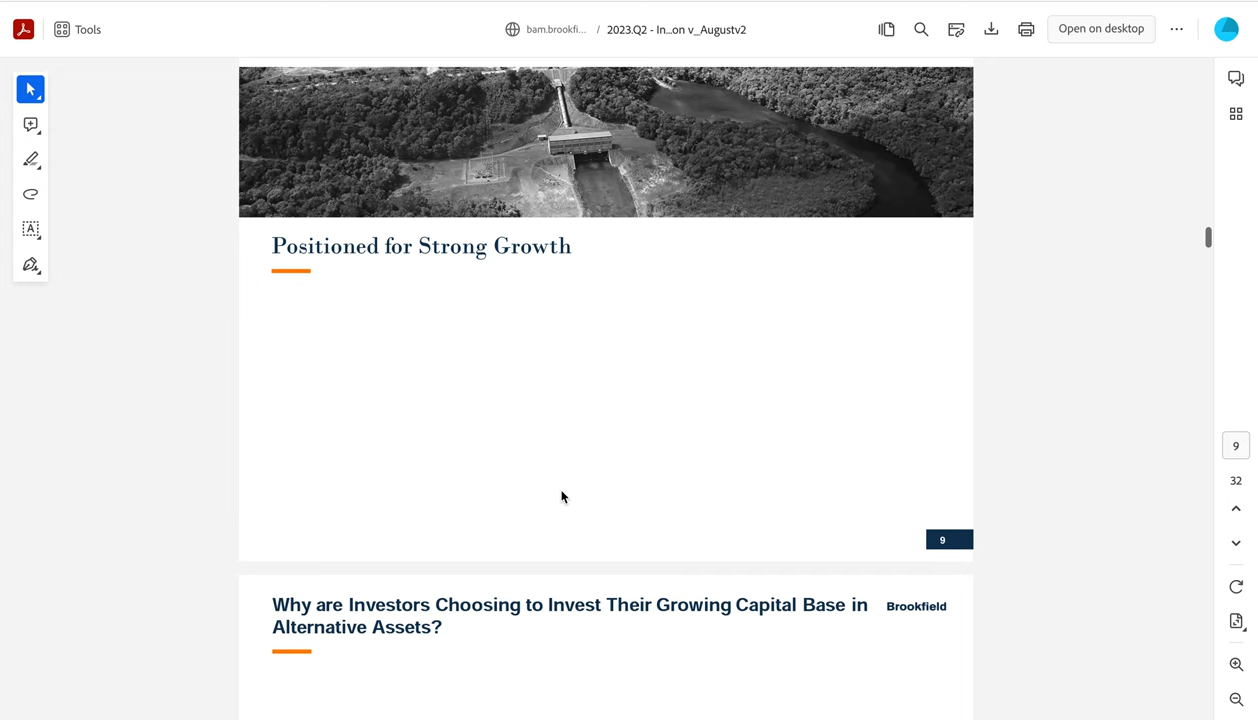 Tools
bam.brookfi... / 2023.Q2 - In...on v_Augustv2
Open on desktop
A
Positioned for Strong Growth
9
9
32
Why are Investors Choosing to Invest Their Growing Capital Base in
Alternative Assets?
Brookfield